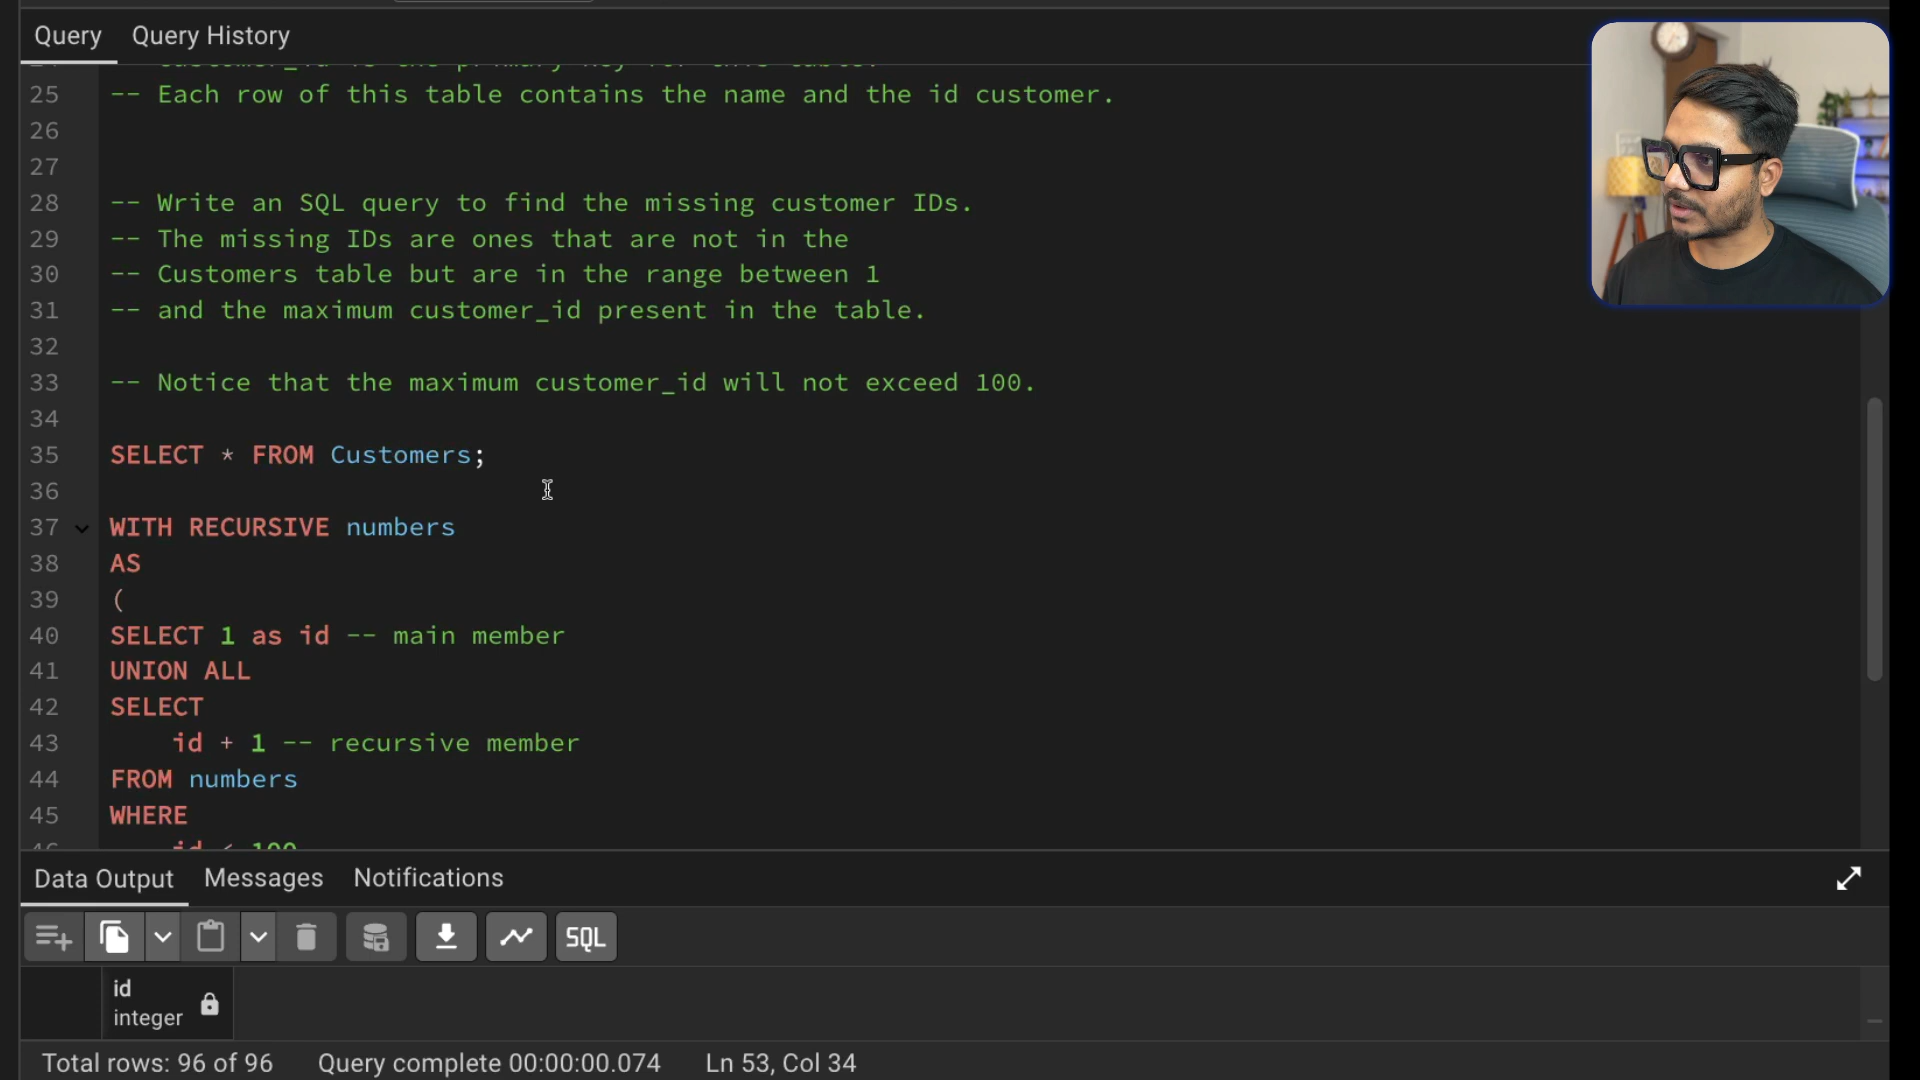 Query Query History
25 -- Each row of this table contains the name and the id customer.
26
27
28 -- Write an SQL query to find the missing customer IDs.
29 -- The missing IDs are ones that are not in the
30 -- Customers table but are in the range between 1
31 -- and the maximum customer_id present in the table.
32
33 -- Notice that the maximum customer_id will not exceed 100.
34
35 SELECT * FROM Customers;
36
37 WITH RECURSIVE numbers
38 AS
39 (
40 SELECT 1 as id -- main member
41 UNION ALL
42 SELECT
43 id + 1 -- recursive member
44 FROM numbers
45 WHERE
46 id < 100
Data Output Messages Notifications
SQL
id
integer
Total rows: 96 of 96 Query complete 00:00:00.074 Ln 53, Col 34